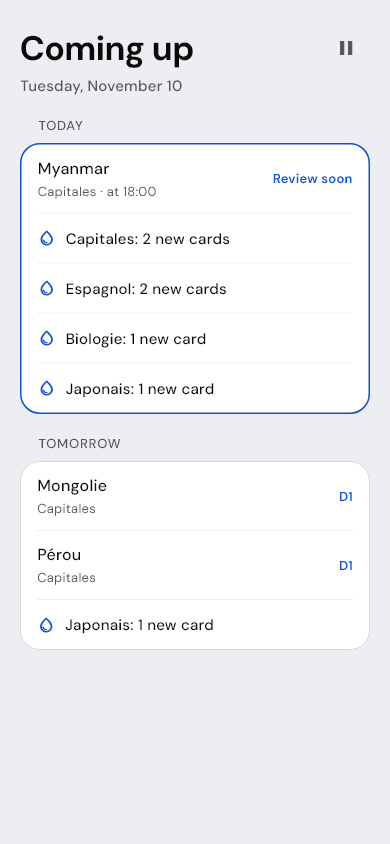 Coming up
Tuesday, November 10
TODAY
Myanmar
Capitales · at 18:00
Review soon
Capitales: 2 new cards
Espagnol: 2 new cards
Biologie: 1 new card
Japonais: 1 new card
TOMORROW
Mongolie
Capitales
D1
Pérou
Capitales
D1
Japonais: 1 new card